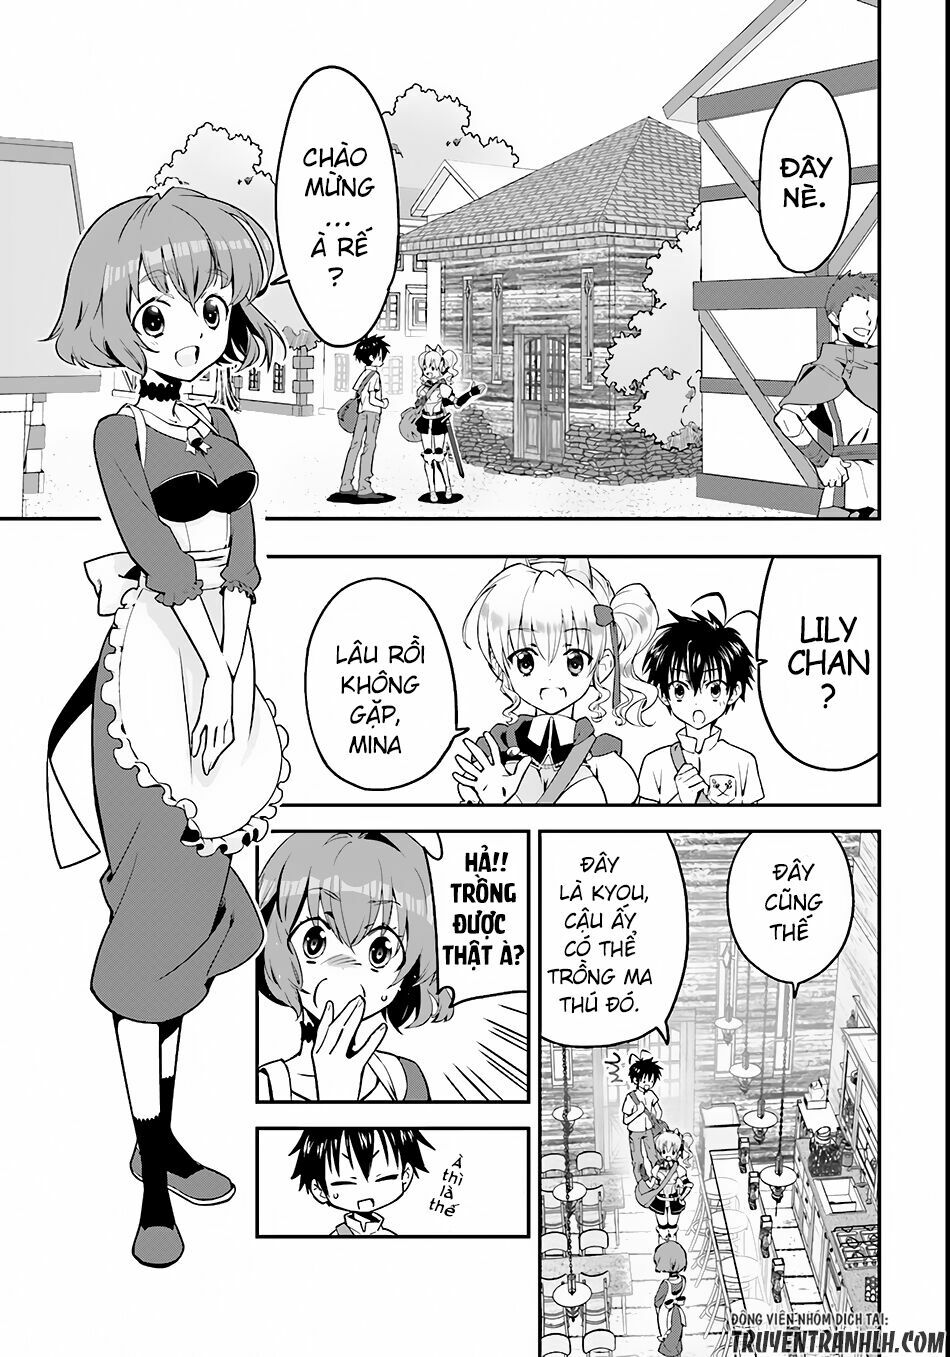 ĐÂY
NÈ.
CHÀO
MỪNG
...
À RẾ
?
LILY
CHAN
?
LÂU RỒI
KHÔNG
GẶP,
MINA
ĐÂY
CŨNG
THẾ
ĐÂY
LÀ KYOU,
CẬU ẤY
CÓ THỂ
TRỒNG MA
THÚ ĐÓ.
HẢ!!
TRỒNG
ĐƯỢC
THẬT À?
À
thì
là
thế
ĐỘNG VIÊN NHÓM DỊCH TẠI:
TRUYENTRANHLH.COM